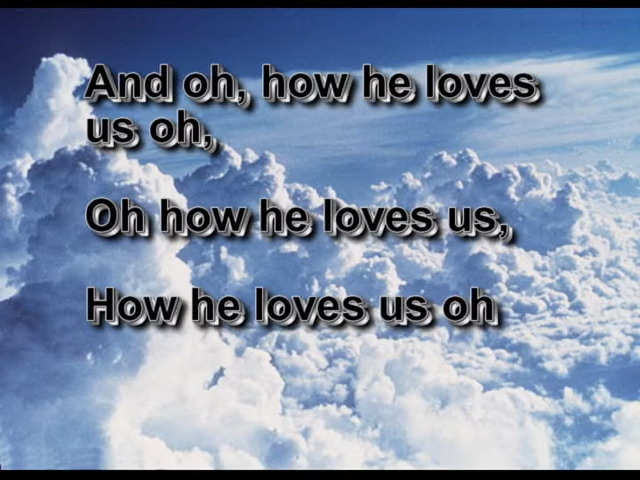 And oh, how he loves
us oh,
Oh how he loves us,
How he loves us oh